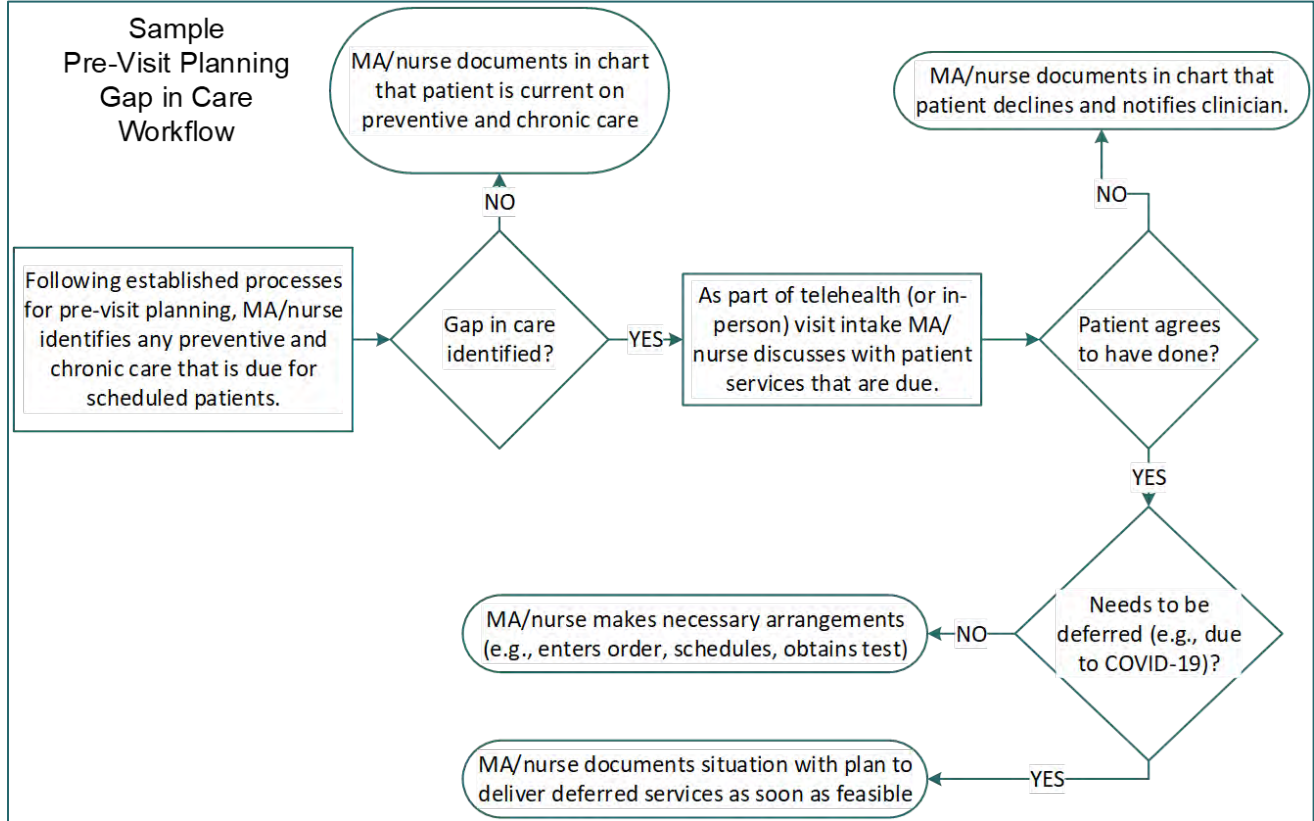 Sample
Pre-Visit Planning
Gap in Care
Workflow
MA/nurse documents in chart
that patient is current on
preventive and chronic care
MA/nurse documents in chart that
patient declines and notifies clinician.
NO
NO
Following established processes
for pre-visit planning, MA/nurse
identifies any preventive and
chronic care that is due for
scheduled patients.
Gap in care
identified?
YES
As part of telehealth (or in-
person) visit intake MA/
nurse discusses with patient
services that are due.
Patient agrees
to have done?
YES
Needs to be
deferred (e.g., due
to COVID-19)?
NO
MA/nurse makes necessary arrangements
(e.g., enters order, schedules, obtains test)
YES
MA/nurse documents situation with plan to
deliver deferred services as soon as feasible